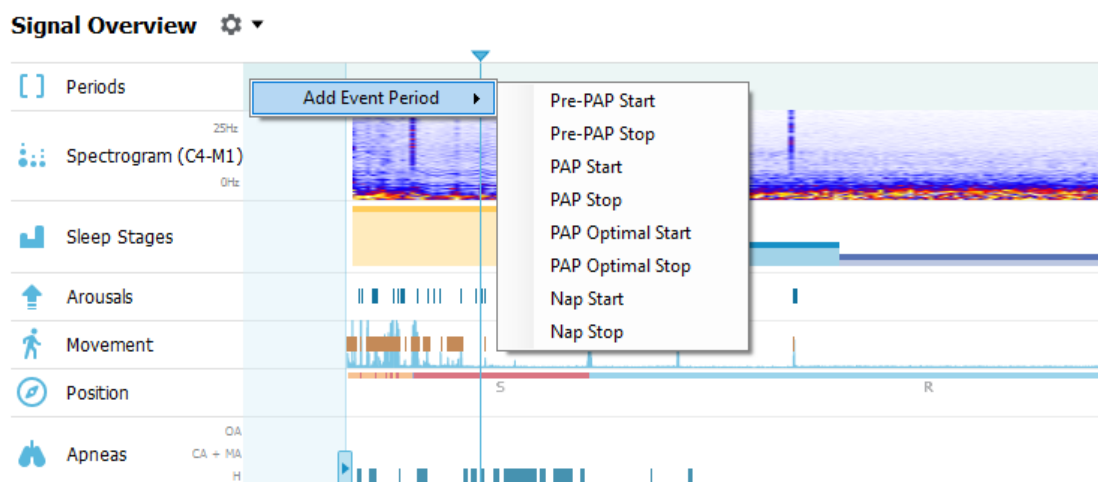 Signal Overview
Periods
Add Event Period
Pre-PAP Start
Pre-PAP Stop
PAP Start
PAP Stop
PAP Optimal Start
PAP Optimal Stop
Nap Start
Nap Stop
25Hz
Spectrogram (C4-M1)
0Hz
Sleep Stages
Arousals
Movement
Position
S
R
OA
Apneas
CA + MA
H